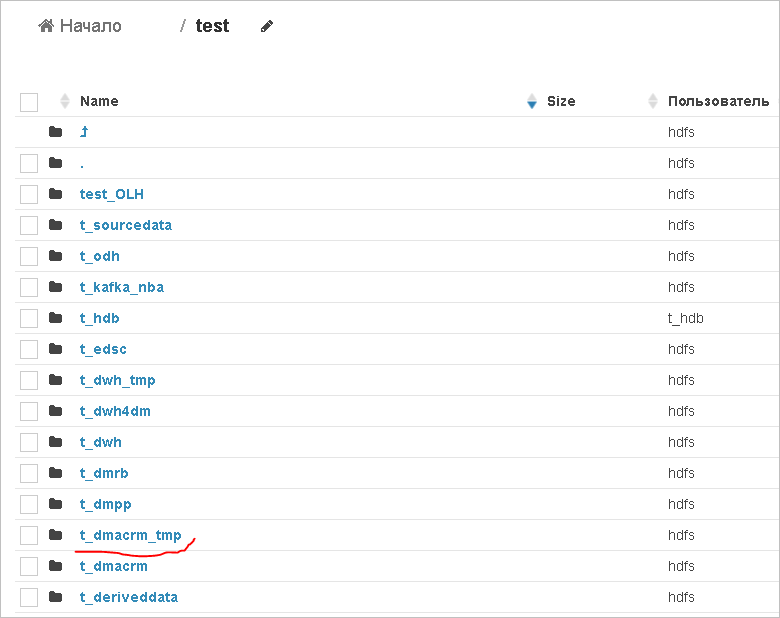 Начало / test
Name Size Пользователь
hdfs
. hdfs
test_OLH hdfs
t_sourcedata hdfs
t_odh hdfs
t_kafka_nba hdfs
t_hdb t_hdb
t_edsc hdfs
t_dwh_tmp hdfs
t_dwh4dm hdfs
t_dwh hdfs
t_dmrb hdfs
t_dmpp hdfs
t_dmacrm_tmp hdfs
t_dmacrm hdfs
t_deriveddata hdfs